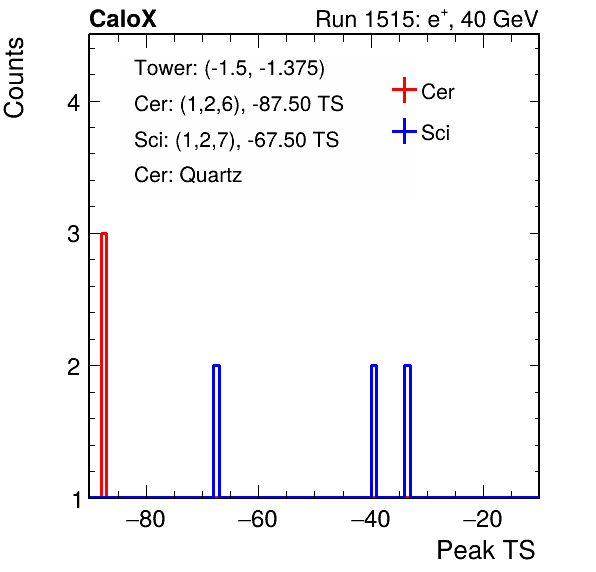 CaloX Run 1515: e⁺, 40 GeV
Counts
Tower: (-1.5, -1.375)
Cer: (1,2,6), -87.50 TS
Sci: (1,2,7), -67.50 TS
Cer: Quartz
Cer
Sci
4
3
2
1
−80 −60 −40 −20
Peak TS